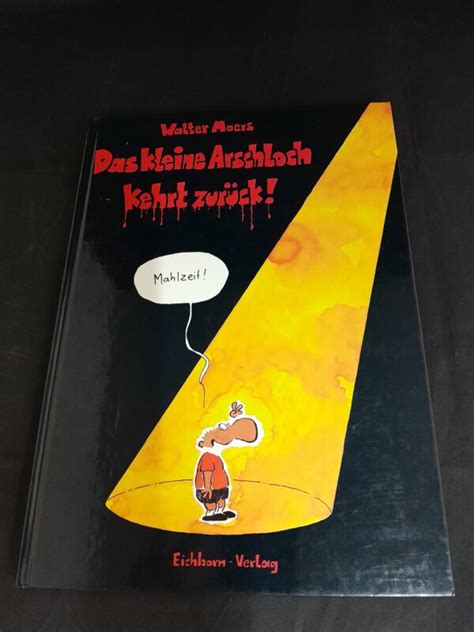 Walter Moers
Das kleine Arschloch
kehrt zurück!
Mahlzeit!
Eichborn-Verlag